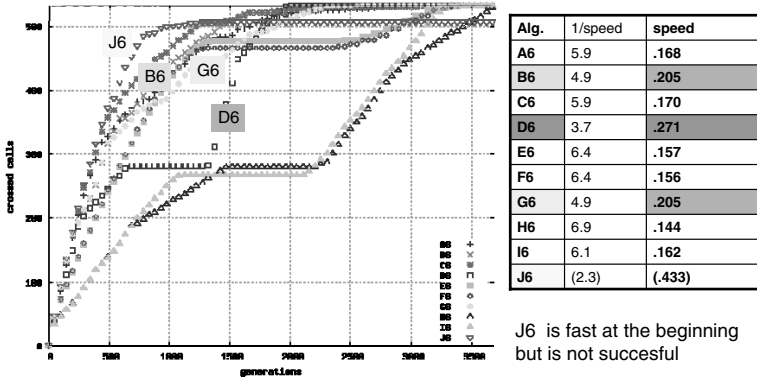 crossed calls
500
400
300
200
100
0
0 500 1000 1500 2000 2500 3000 3500
generations
J6
B6
G6
D6
A6
B6
C6
D6
E6
F6
G6
H6
I6
J6
Alg. 1/speed speed
A6 5.9 .168
B6 4.9 .205
C6 5.9 .170
D6 3.7 .271
E6 6.4 .157
F6 6.4 .156
G6 4.9 .205
H6 6.9 .144
I6 6.1 .162
J6 (2.3) (.433)
J6 is fast at the beginning
but is not succesful